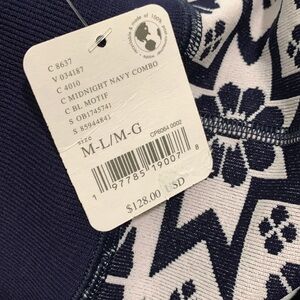 C 8637
V 034187
C 4010
C MIDNIGHT NAVY COMBO
C BL MOTIF
S OB1745741
S 85944841
SIZE
M-L/M-G
CPR064 0002
1 97785 19007 8
$128.00 USD